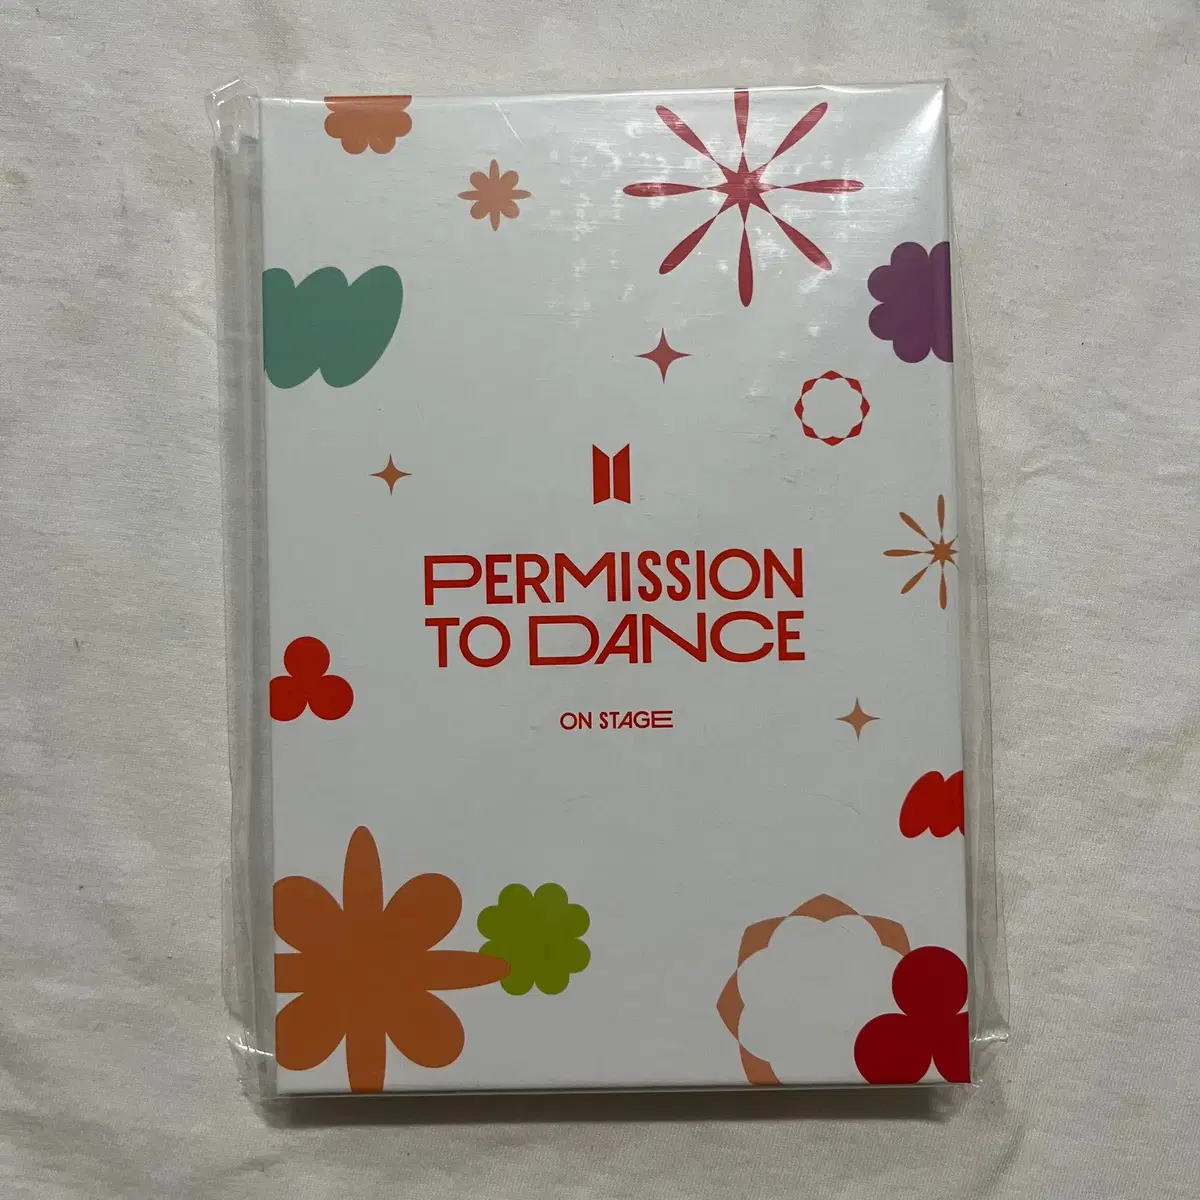 PERMISSION
TO DANCE
ON STAGE